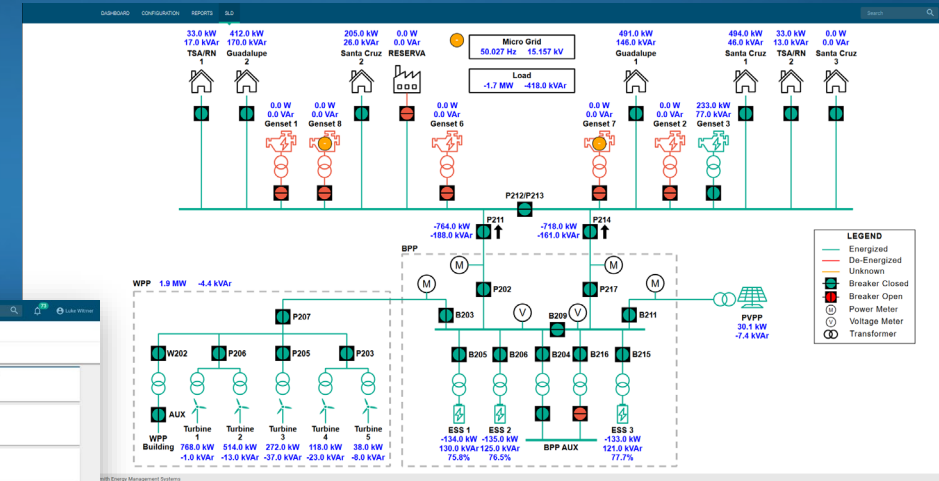 DASHBOARD CONFIGURATION REPORTS SLD Search
33.0 kW 412.0 kW 205.0 kW 0.0 W 491.0 kW 494.0 kW 33.0 kW 0.0 W
17.0 kVAr 170.0 kVAr 26.0 kVAr 0.0 VAr 146.0 kVAr 46.0 kVAr 13.0 kVAr 0.0 VAr
TSA/RN Guadalupe Santa Cruz RESERVA Guadalupe Santa Cruz TSA/RN Santa Cruz
1 2 2 1 1 2 3
Micro Grid
50.027 Hz 15.157 kV
Load
-1.7 MW -418.0 kVAr
0.0 W 0.0 W 0.0 W 0.0 W 0.0 W 233.0 kW
0.0 VAr 0.0 VAr 0.0 VAr 0.0 VAr 0.0 VAr 77.0 kVAr
Genset 1 Genset 8 Genset 6 Genset 7 Genset 2 Genset 3
P212/P213
P211 P214
-764.0 kW -718.0 kW
-188.0 kVAr -161.0 kVAr
BPP
M M
WPP 1.9 MW -4.4 kVAr
M M
P202 P217
P207 B203 V B209 V B211
PVPP
30.1 kW
-7.4 kVAr
W202 P206 P205 P203 B205 B206 B204 B216 B215
AUX
WPP
Building
Turbine Turbine Turbine Turbine Turbine
1 2 3 4 5
768.0 kW 514.0 kW 272.0 kW 118.0 kW 38.0 kW
-1.0 kVAr -13.0 kVAr -37.0 kVAr -23.0 kVAr -8.0 kVAr
ESS 1 ESS 2 BPP AUX ESS 3
-134.0 kW -135.0 kW -133.0 kW
130.0 kVAr 125.0 kVAr 121.0 kVAr
75.8% 76.5% 77.7%
LEGEND
Energized
De-Energized
Unknown
Breaker Closed
Breaker Open
M Power Meter
V Voltage Meter
Transformer
73 Luke Witmer
with Energy Management Systems